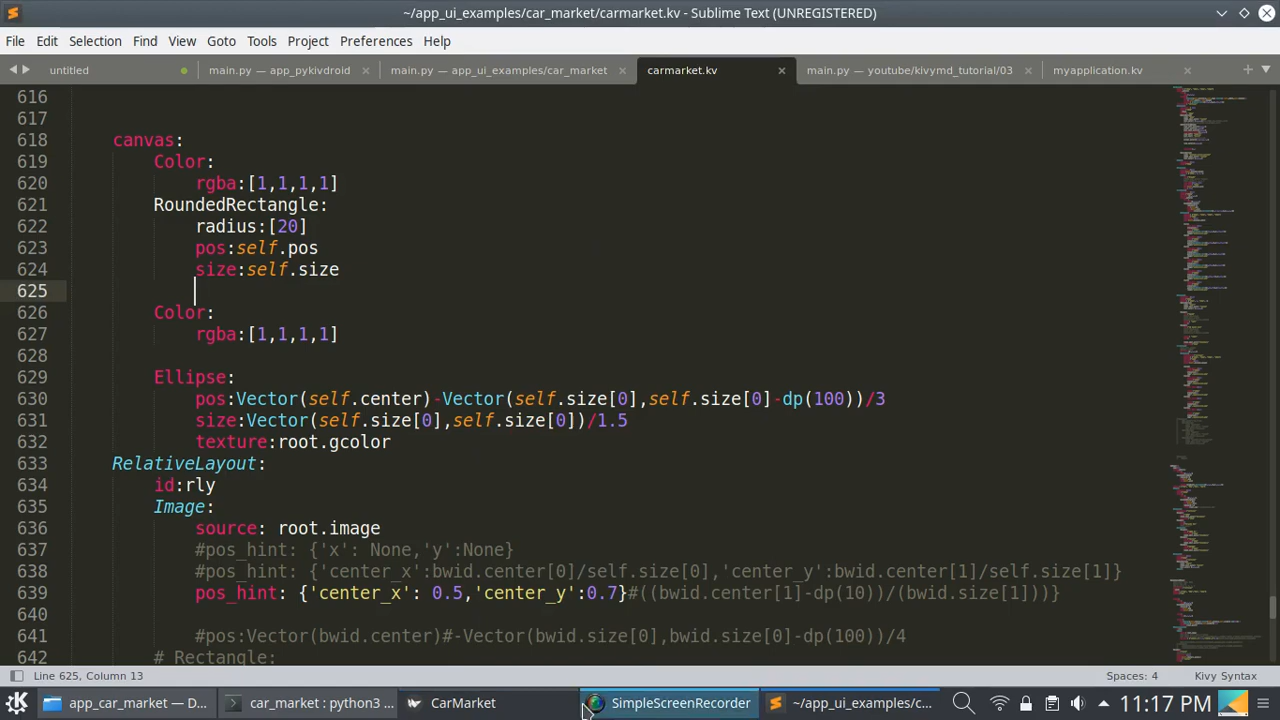 ~/app_ui_examples/car_market/carmarket.kv - Sublime Text (UNREGISTERED)
File Edit Selection Find View Goto Tools Project Preferences Help
untitled main.py — app_pykivdroid main.py — app_ui_examples/car_market carmarket.kv main.py — youtube/kivymd_tutorial/03 myapplication.kv
616
617
618 canvas:
619 Color:
620 rgba:[1,1,1,1]
621 RoundedRectangle:
622 radius:[20]
623 pos:self.pos
624 size:self.size
625
626 Color:
627 rgba:[1,1,1,1]
628
629 Ellipse:
630 pos:Vector(self.center)-Vector(self.size[0],self.size[0]-dp(100))/3
631 size:Vector(self.size[0],self.size[0])/1.5
632 texture:root.gcolor
633 RelativeLayout:
634 id:rly
635 Image:
636 source: root.image
637 #pos_hint: {'x': None,'y':None}
638 #pos_hint: {'center_x':bwid.center[0]/self.size[0],'center_y':bwid.center[1]/self.size[1]}
639 pos_hint: {'center_x': 0.5,'center_y':0.7}#((bwid.center[1]-dp(10))/(bwid.size[1]))}
640
641 #pos:Vector(bwid.center)#-Vector(bwid.size[0],bwid.size[0]-dp(100))/4
642 # Rectangle:
Line 625, Column 13 Spaces: 4 Kivy Syntax
app_car_market — D... car_market : python3 ... CarMarket SimpleScreenRecorder ~/app_ui_examples/c... 11:17 PM